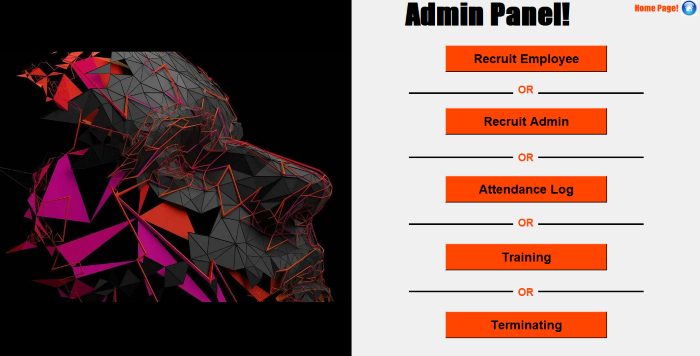 Admin Panel!
Home Page!
Recruit Employee
OR
Recruit Admin
OR
Attendance Log
OR
Training
OR
Terminating